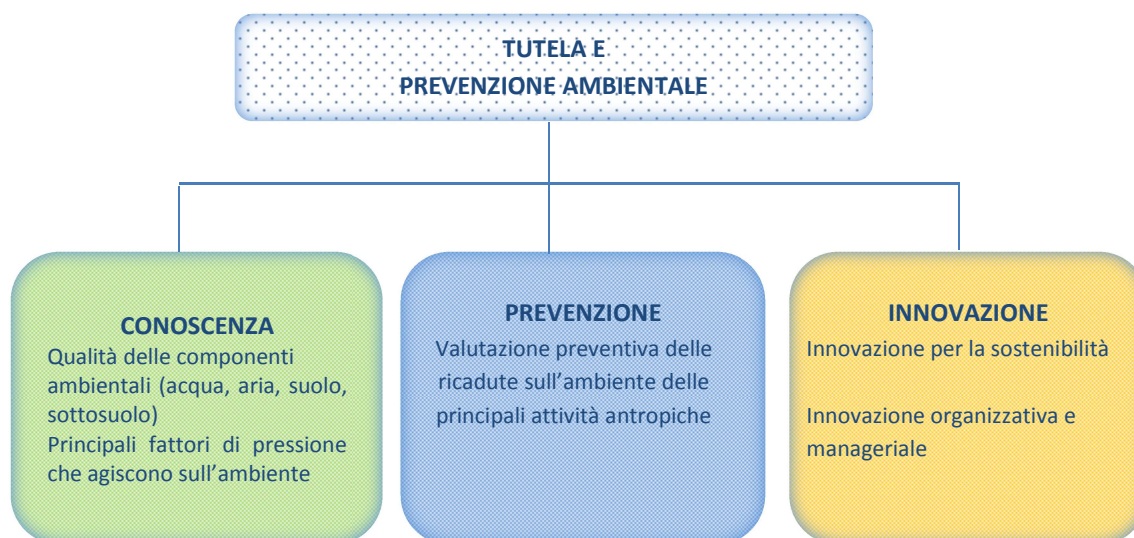 TUTELA E
PREVENZIONE AMBIENTALE
CONOSCENZA
Qualità delle componenti
ambientali (acqua, aria, suolo,
sottosuolo)
Principali fattori di pressione
che agiscono sull’ambiente
PREVENZIONE
Valutazione preventiva delle
ricadute sull’ambiente delle
principali attività antropiche
INNOVAZIONE
Innovazione per la sostenibilità
Innovazione organizzativa e
manageriale